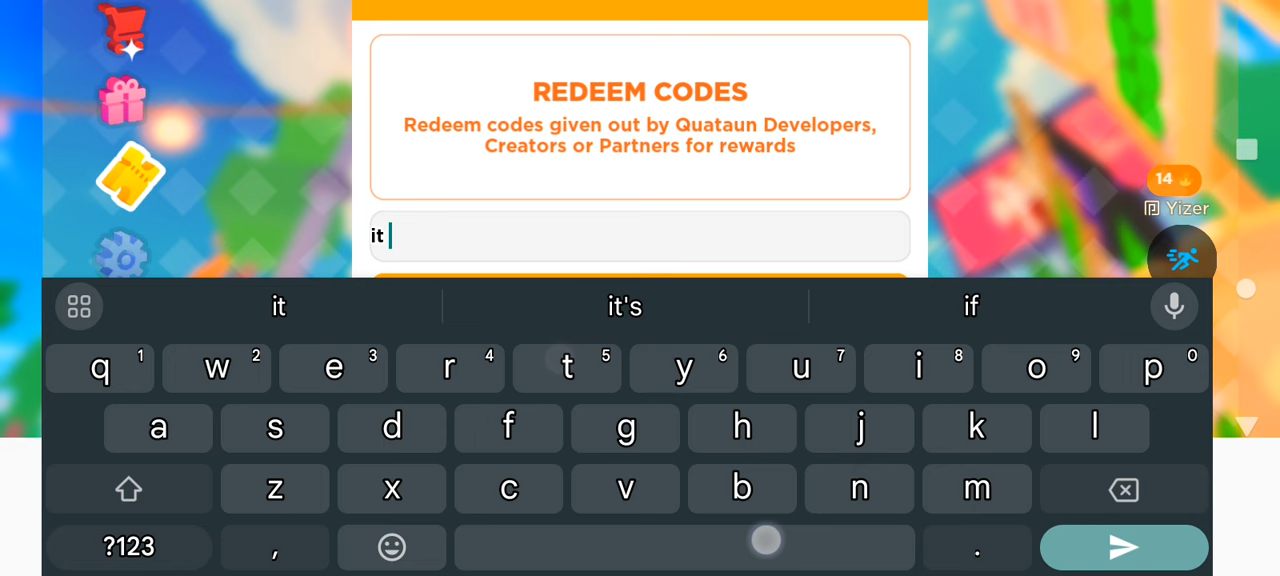 REDEEM CODES
Redeem codes given out by Quataun Developers,
Creators or Partners for rewards
14
Yizer
it
it it's if
q 1 w 2 e 3 r 4 t 5 y 6 u 7 i 8 o 9 p 0
a s d f g h j k l
z x c v b n m
?123 , .